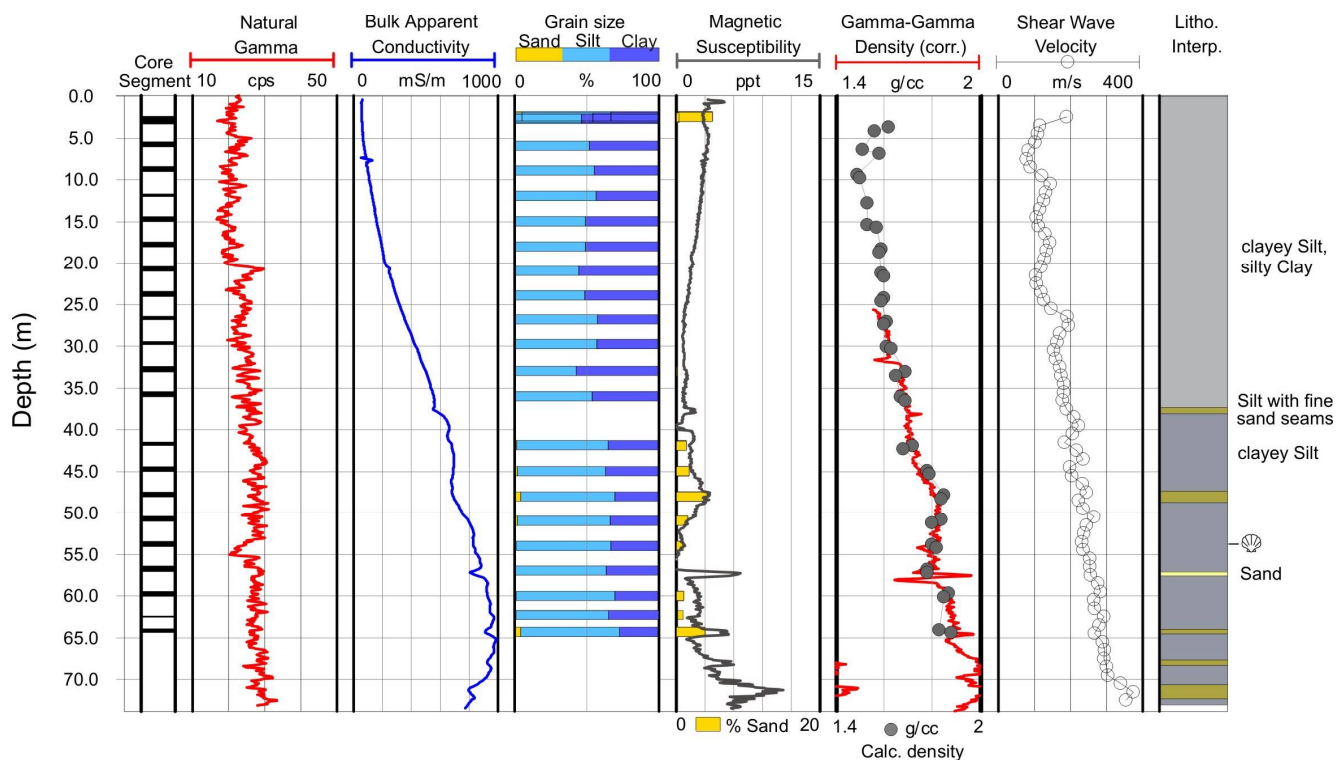 Natural
Gamma
Bulk Apparent
Conductivity
Grain size
Sand Silt Clay
Magnetic
Susceptibility
Gamma-Gamma
Density (corr.)
Shear Wave
Velocity
Litho.
Interp.
Core
Segment
10 cps 50
0 mS/m 1000
0 % 100
0 ppt 15
1.4 g/cc 2
0 m/s 400
Depth (m)
0.0
5.0
10.0
15.0
20.0
25.0
30.0
35.0
40.0
45.0
50.0
55.0
60.0
65.0
70.0
clayey Silt,
silty Clay
Silt with fine
sand seams
clayey Silt
Sand
0 20
% Sand
1.4 2
g/cc
Calc. density